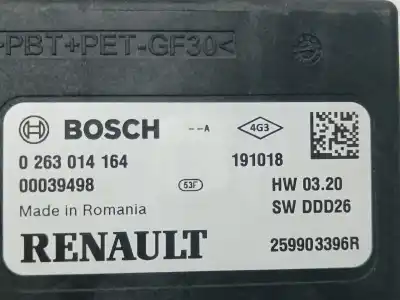 >PBT+PET-GF30<
BOSCH --A 4G3
0 263 014 164 191018
00039498 53F HW 03.20
Made in Romania SW DDD26
RENAULT 259903396R